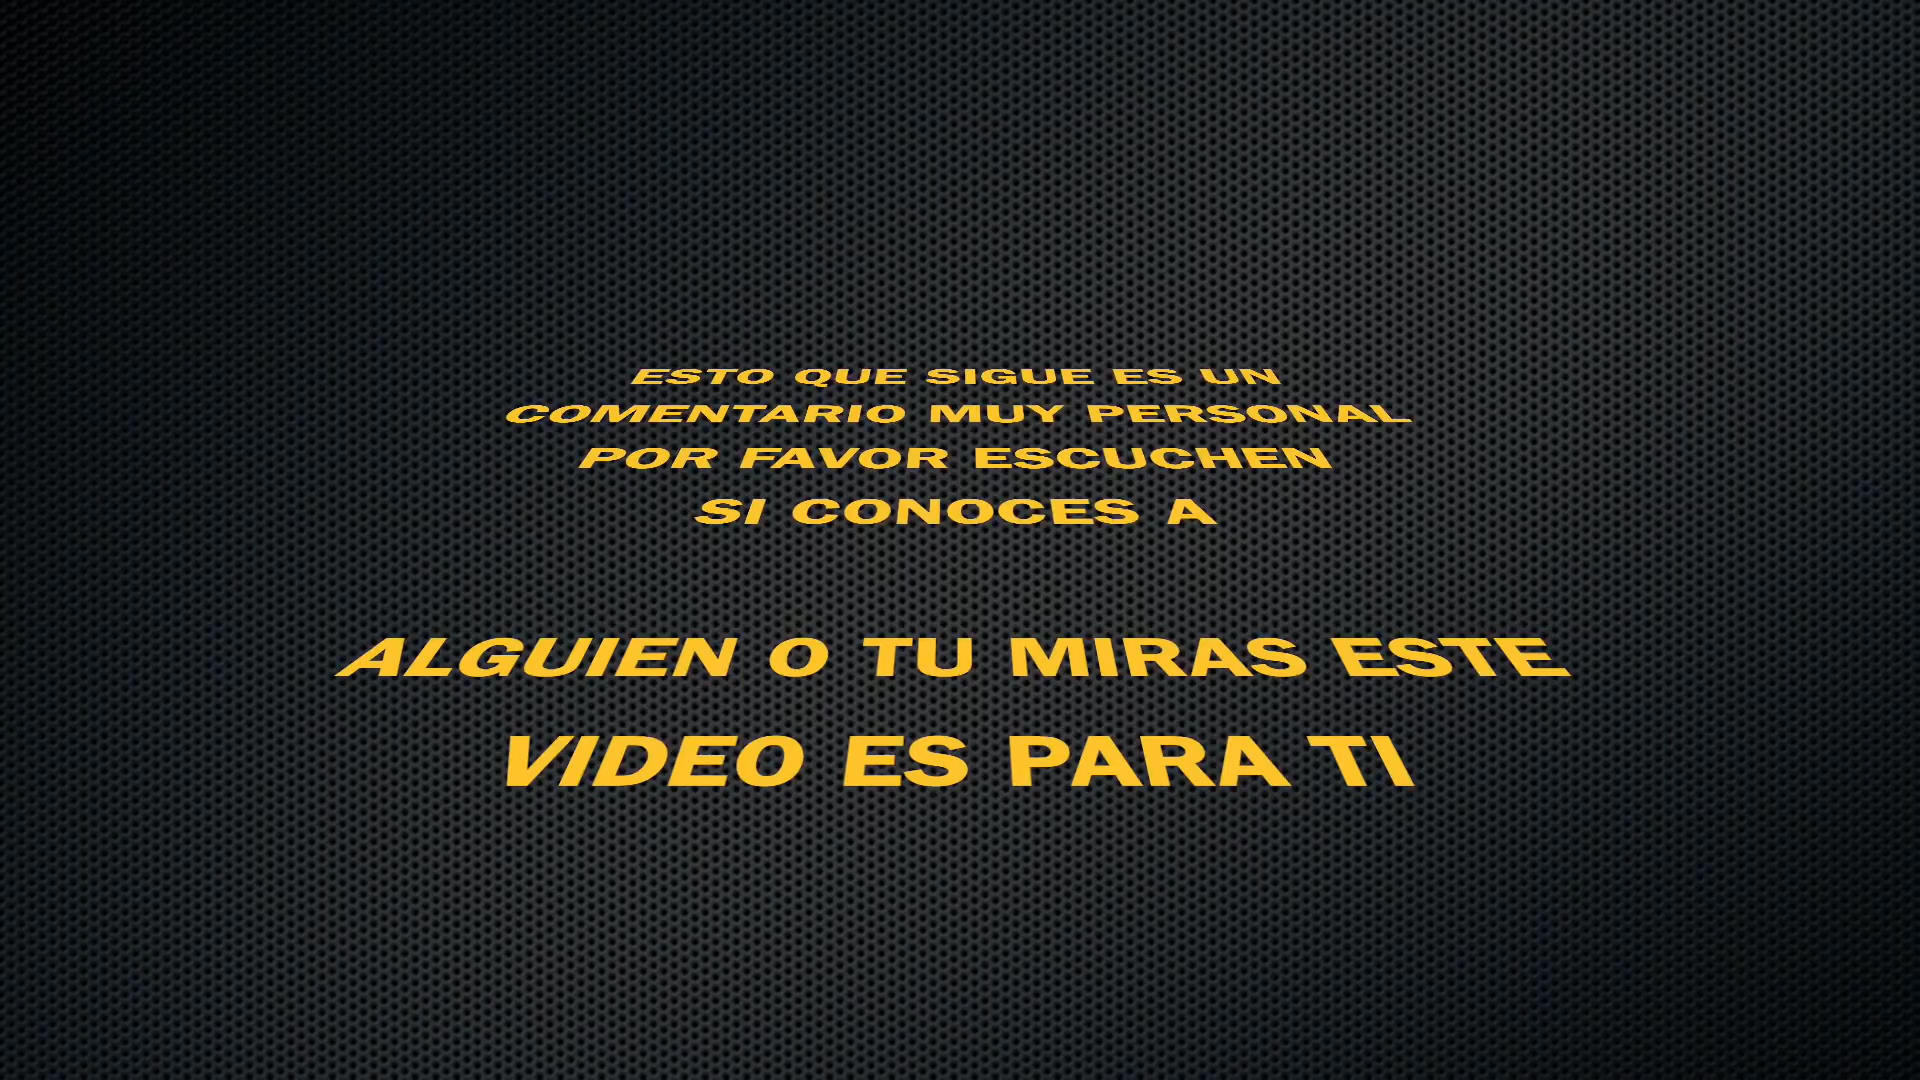 ESTO QUE SIGUE ES UN
COMENTARIO MUY PERSONAL
POR FAVOR ESCUCHEN
SI CONOCES A
ALGUIEN O TU MIRAS ESTE
VIDEO ES PARA TI